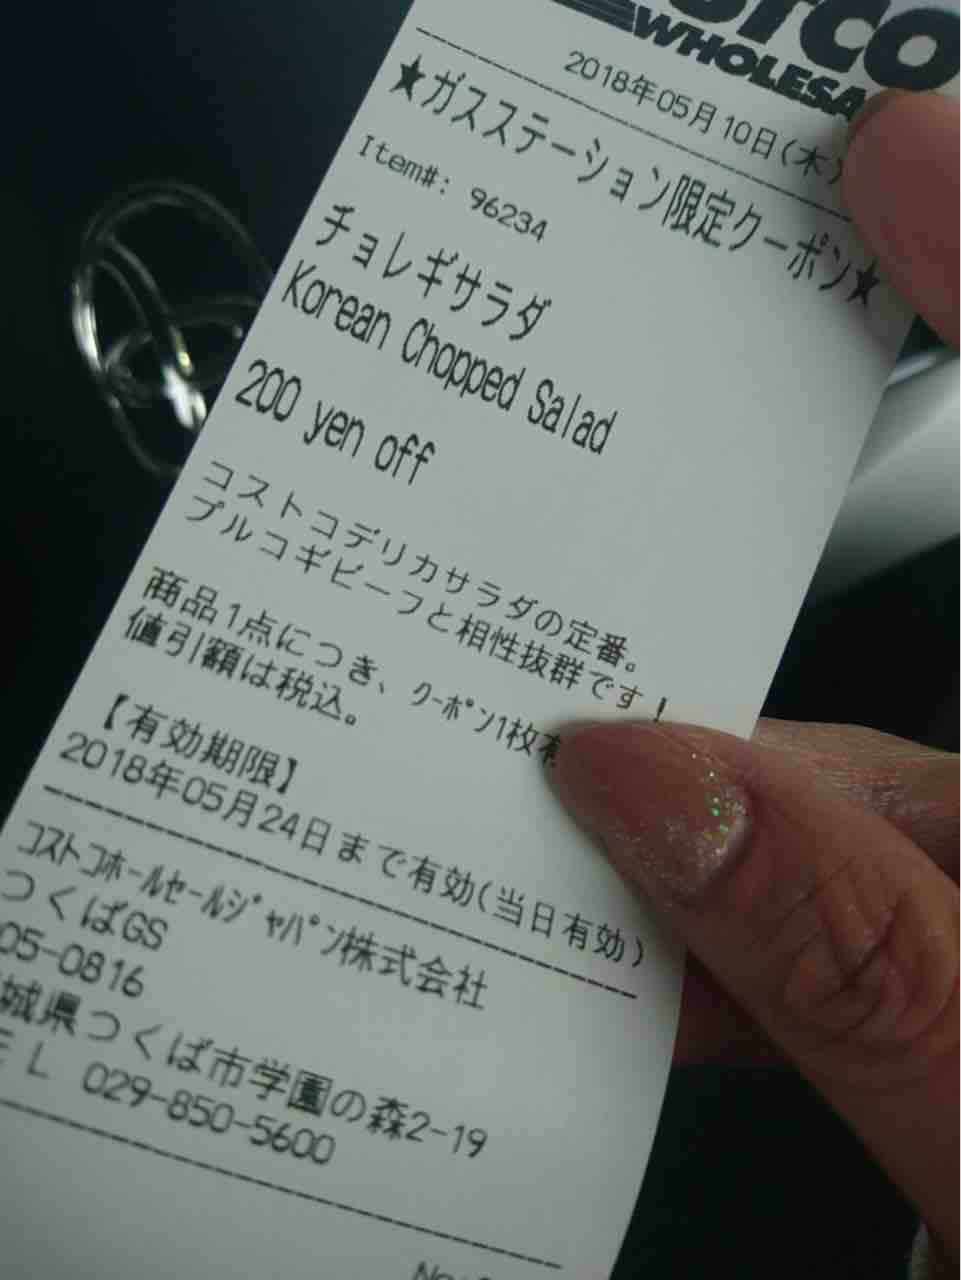 WHOLESA
2018年05月10日(木)
★ガスステーション限定クーポン★
Item#: 96234
チョレギサラダ
Korean Chopped Salad
200 yen off
コストコデリカサラダの定番。
プルコギビーフと相性抜群です!
商品1点につき、クーポン1枚有
値引額は税込。
【有効期限】
2018年05月24日まで有効(当日有効)
コストコホールセールジャパン株式会社
つくばGS
05-0816
城県つくば市学園の森2-19
EL 029-850-5600